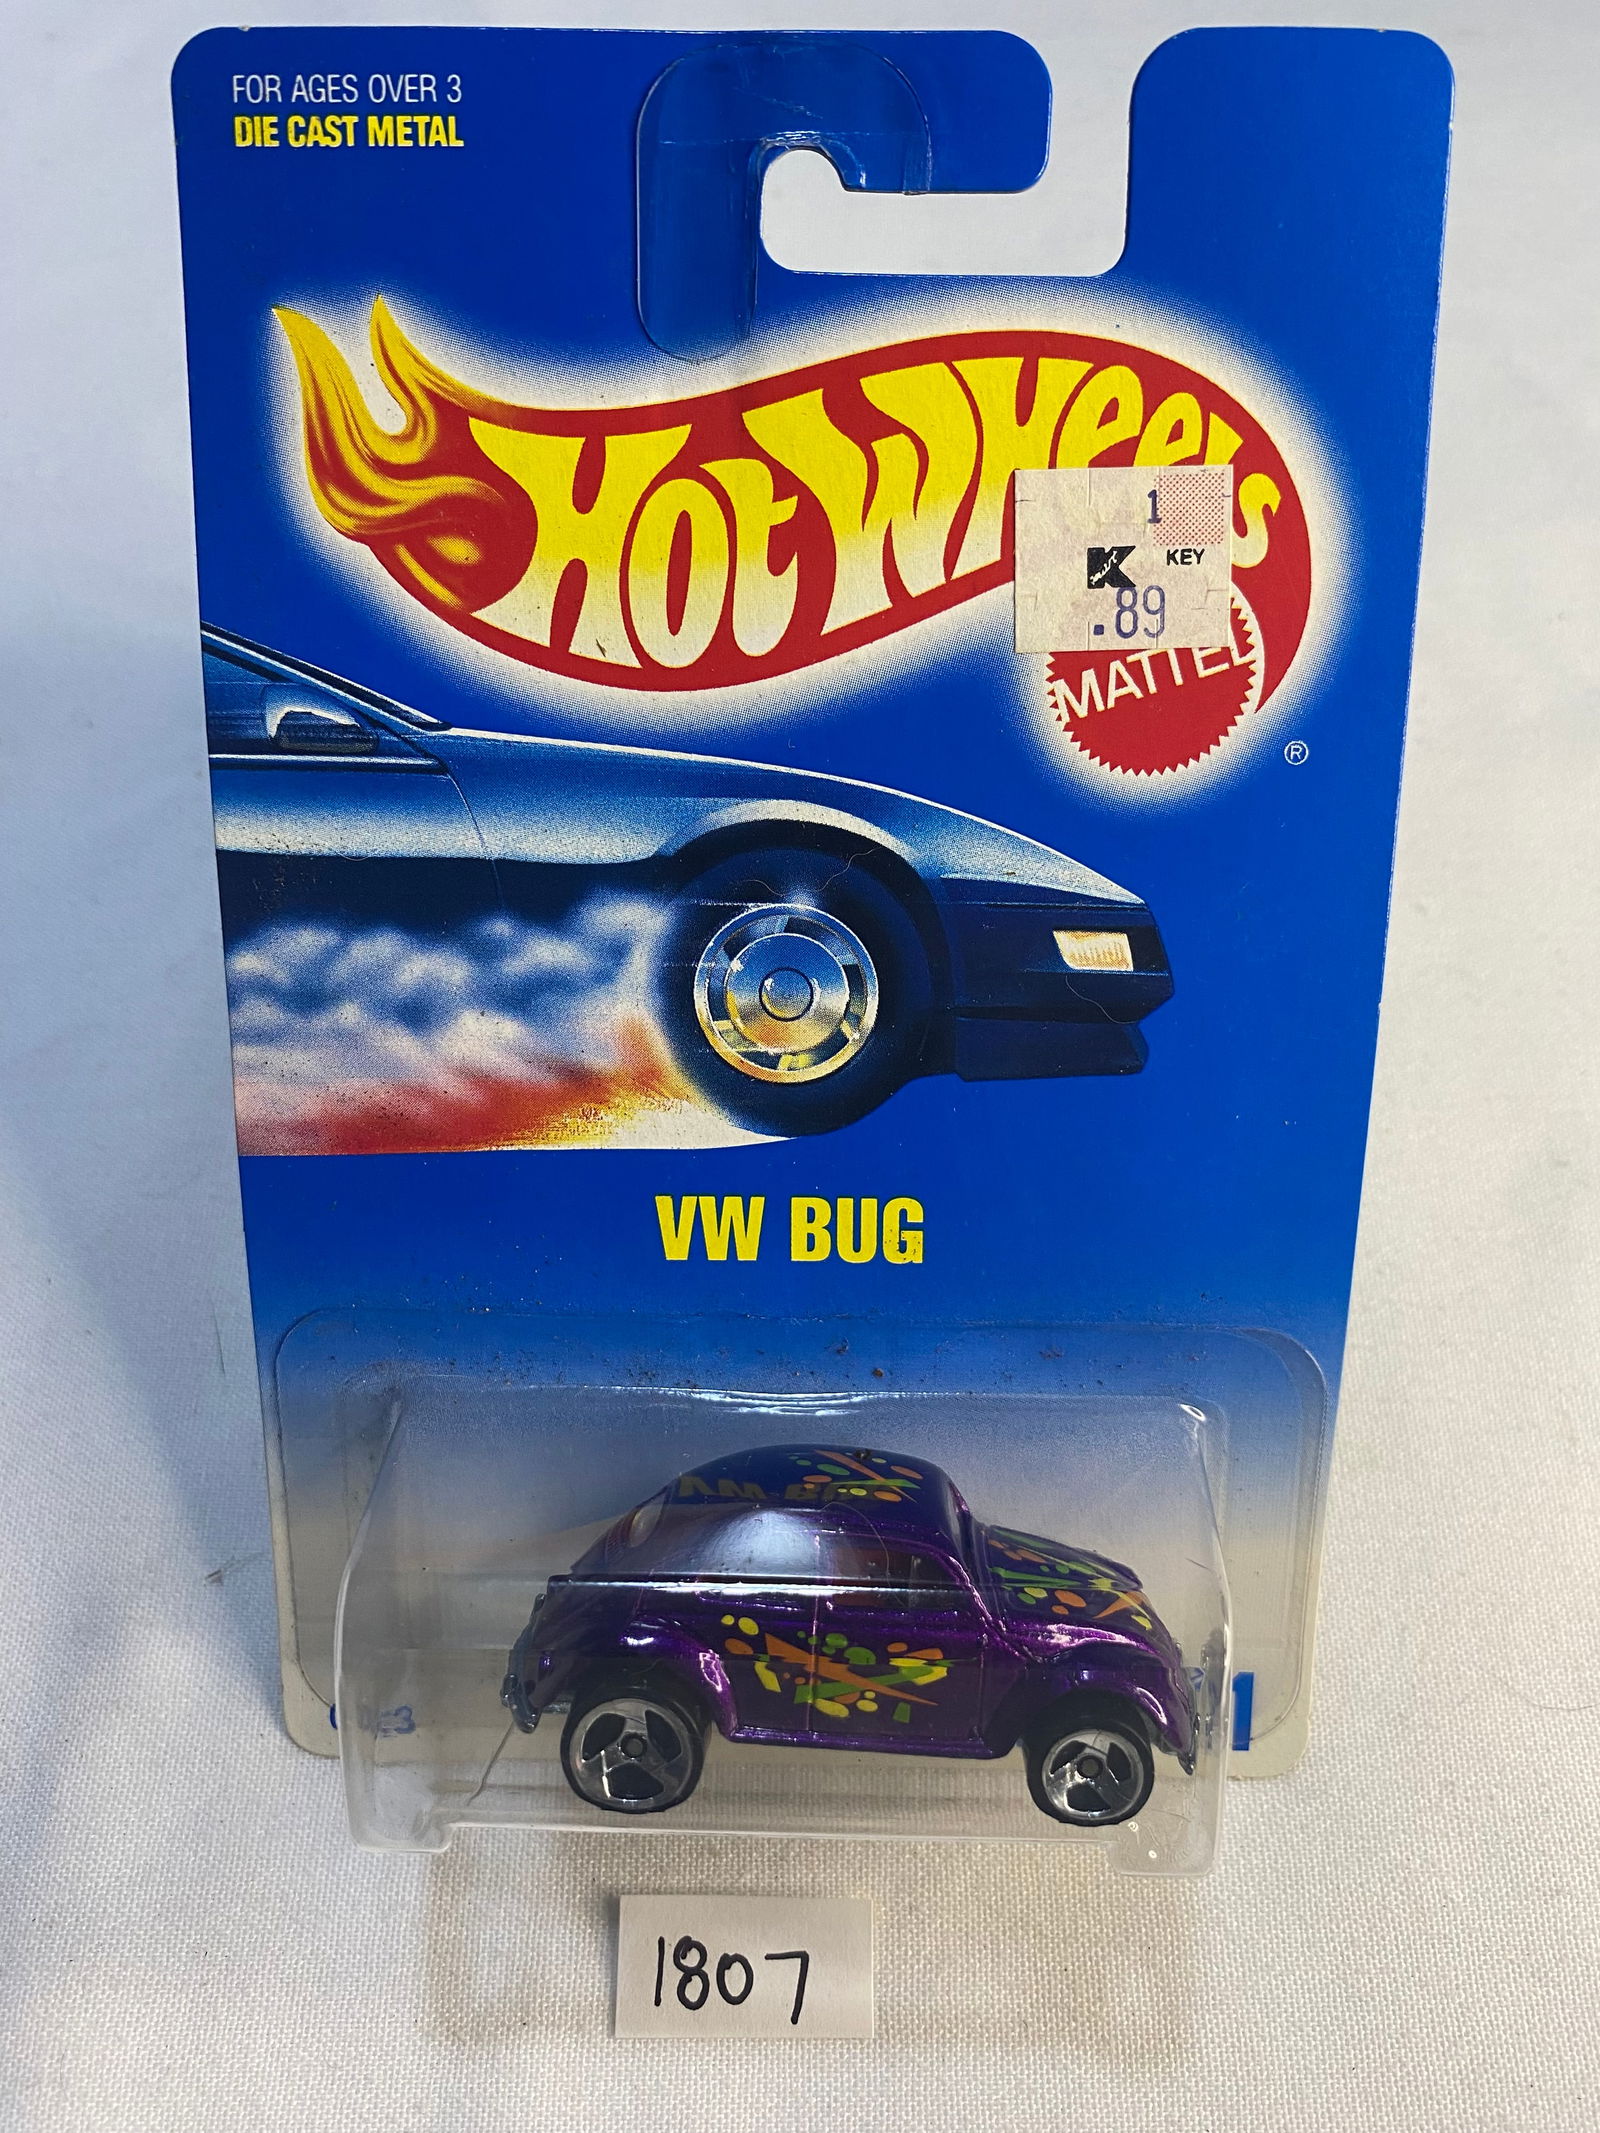 FOR AGES OVER 3
DIE CAST METAL
Hot Wheels
1
KEY
K
.89
MATTEL
®
VW BUG
1807